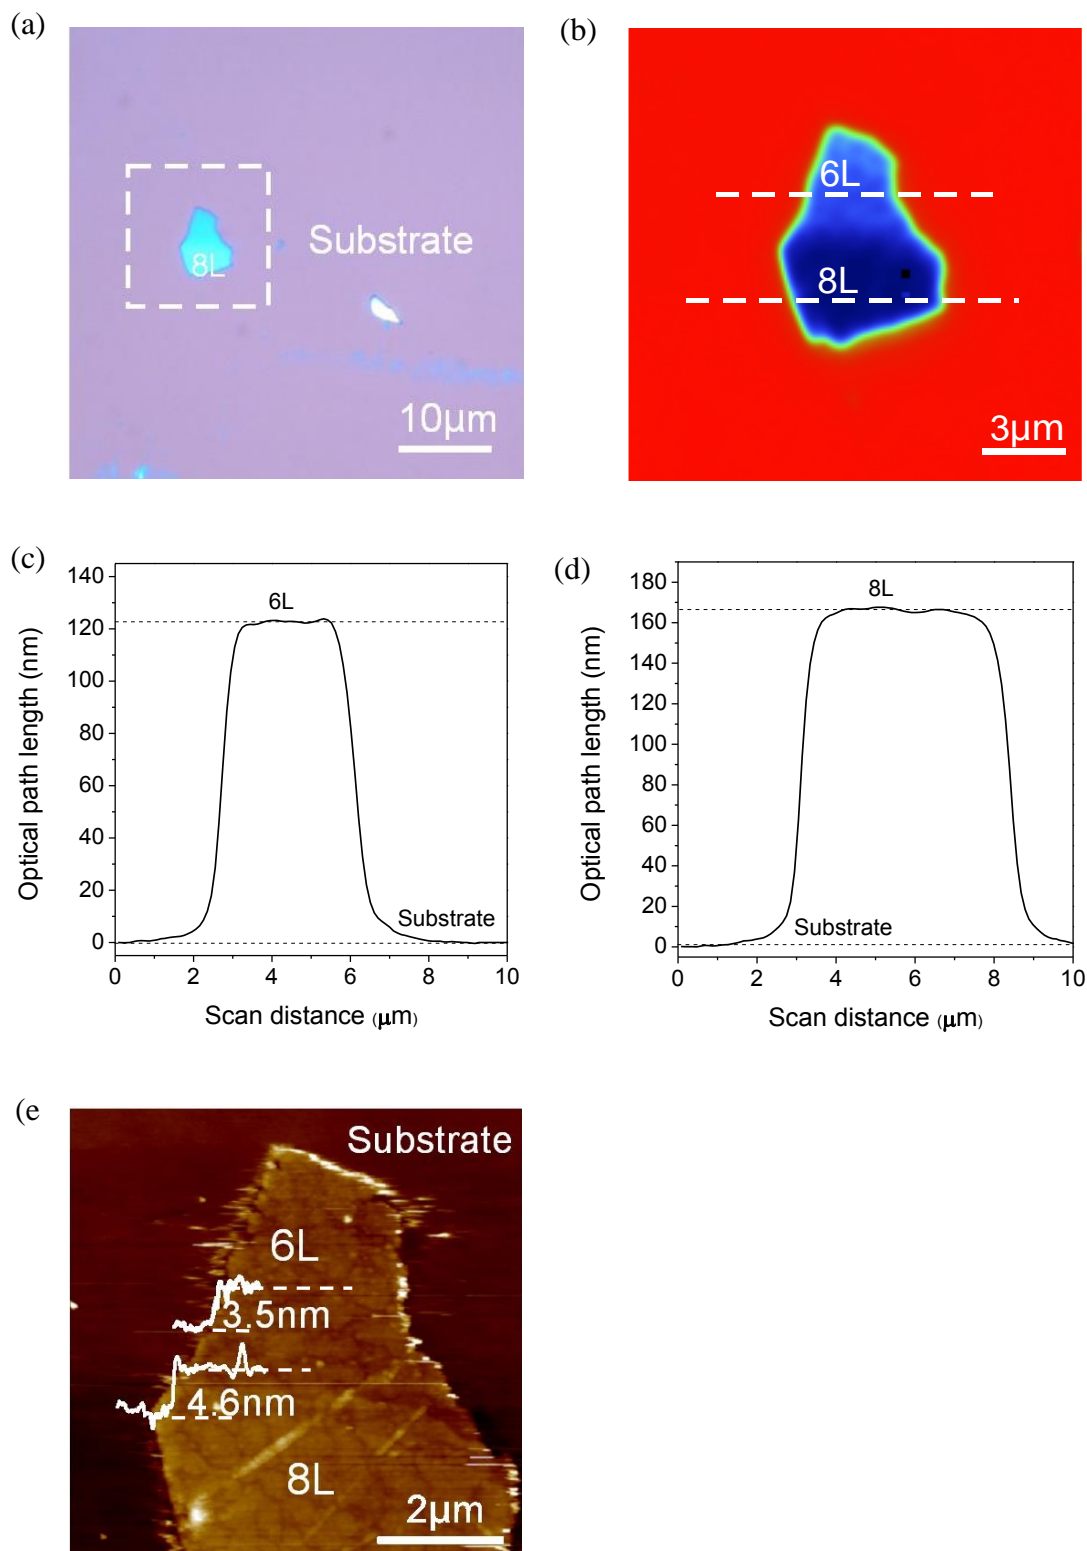 (a)
8L
Substrate
10μm
(b)
6L
8L
3μm
(c)
Optical path length (nm)
140
120
100
80
60
40
20
0
6L
Substrate
0 2 4 6 8 10
Scan distance (μm)
(d)
Optical path length (nm)
180
160
140
120
100
80
60
40
20
0
8L
Substrate
0 2 4 6 8 10
Scan distance (μm)
(e
Substrate
6L
3.5nm
4.6nm
8L
2μm